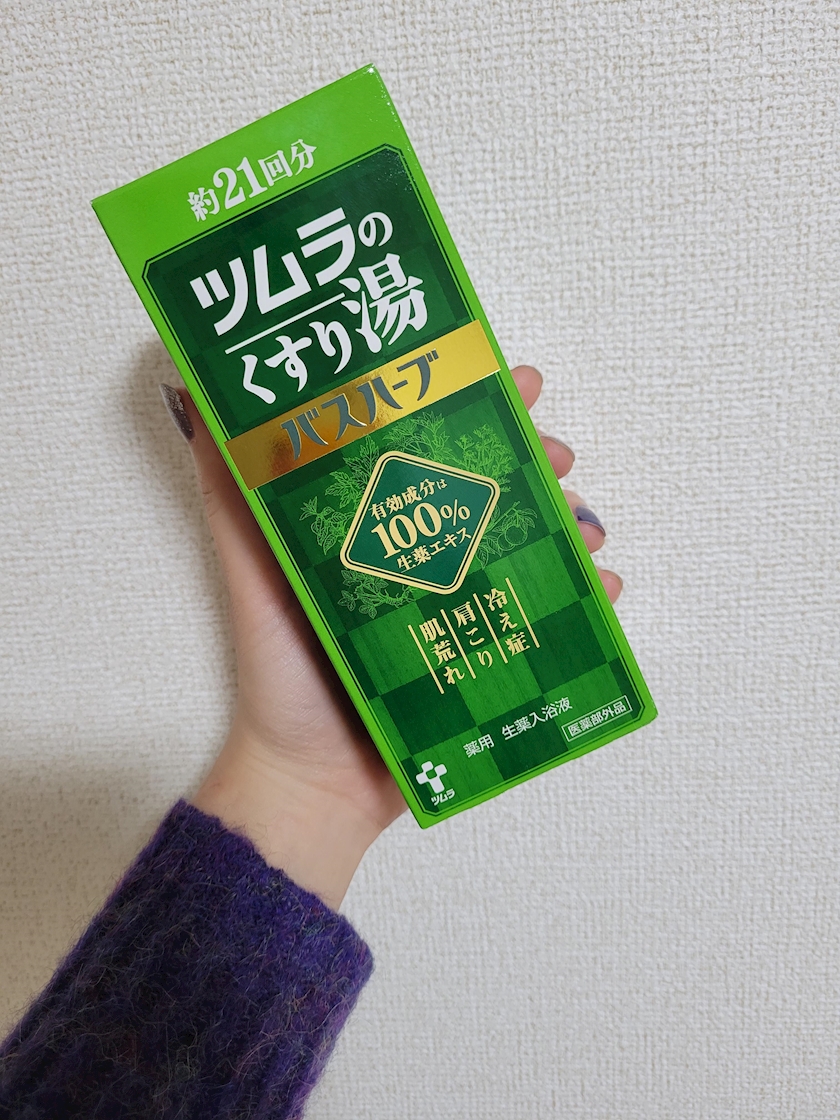 約21回分
ツムラの
くすり湯
バスハーブ
有効成分は
100%
生薬エキス
冷え症
肩こり
肌荒れ
薬用 生薬入浴液
医薬部外品
ツムラ